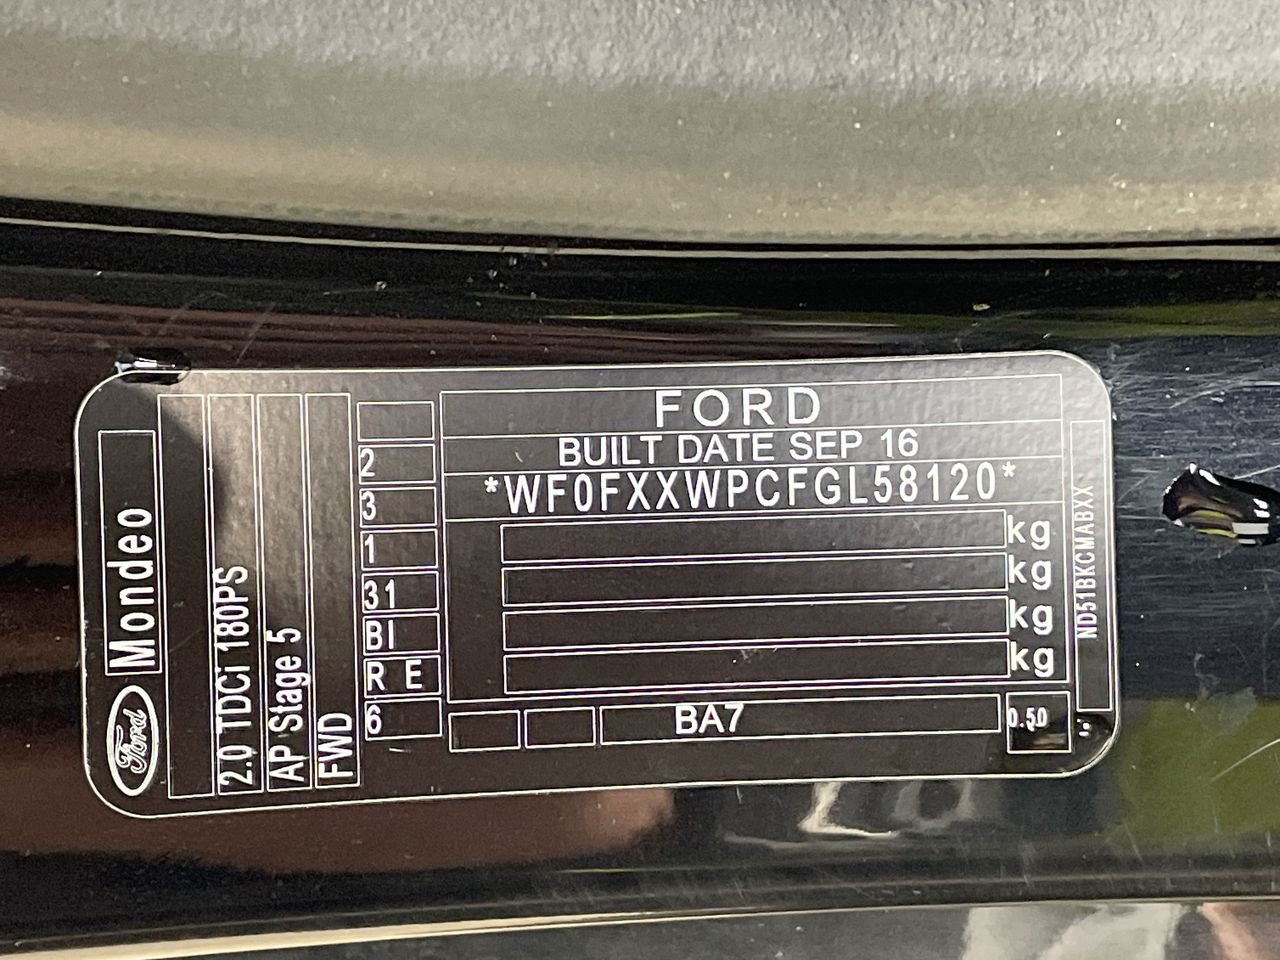 FORD
BUILT DATE SEP 16
*WF0FXXWPCFGL58120*
kg
kg
kg
kg
BA7
0.50
2
3
1
31
BI
R E
6
Ford
Mondeo
2.0 TDCi 180PS
AP Stage 5
FWD
ND51BKCMABXX